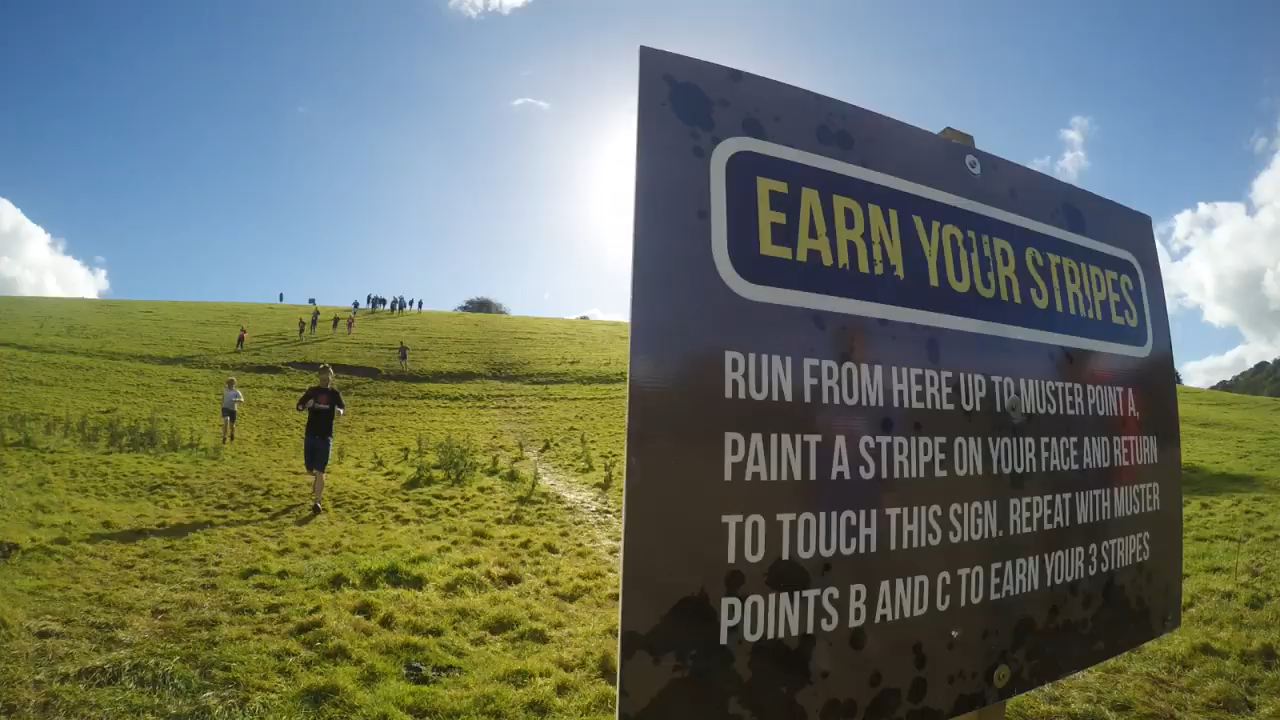 EARN YOUR STRIPES
RUN FROM HERE UP TO MUSTER POINT A,
PAINT A STRIPE ON YOUR FACE AND RETURN
TO TOUCH THIS SIGN. REPEAT WITH MUSTER
POINTS B AND C TO EARN YOUR 3 STRIPES